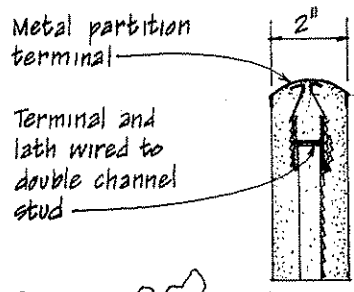 Metal partition
terminal
2"
Terminal and
lath wired to
double channel
stud